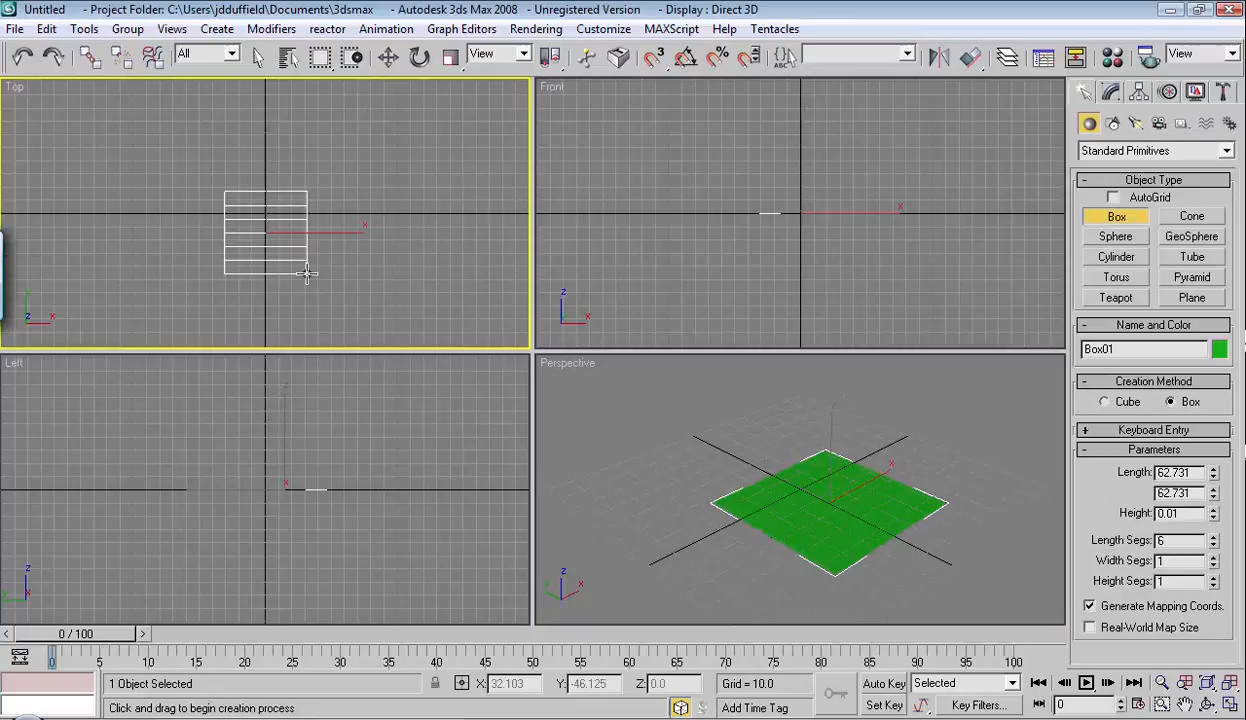 Untitled - Project Folder: C:\Users\jdduffield\Documents\3dsmax - Autodesk 3ds Max 2008 - Unregistered Version - Display : Direct 3D
File Edit Tools Group Views Create Modifiers reactor Animation Graph Editors Rendering Customize MAXScript Help Tentacles
All View 3 % ABC View
Top
Front
Standard Primitives
- Object Type
AutoGrid
Box Cone
Sphere GeoSphere
Cylinder Tube
Torus Pyramid
Teapot Plane
- Name and Color
Box01
- Creation Method
Cube Box
+ Keyboard Entry
- Parameters
Length: 62.731
62.731
Height: 0.01
Length Segs: 6
Width Segs: 1
Height Segs: 1
Generate Mapping Coords.
Real-World Map Size
x
z
x
x
z
x
Left
Perspective
x
z
x
x
z
x
0 / 100
0 5 10 15 20 25 30 35 40 45 50 55 60 65 70 75 80 85 90 95 100
1 Object Selected X: 32.103 Y: -46.125 Z: 0.0 Grid = 10.0 Auto Key Selected
Click and drag to begin creation process Add Time Tag Set Key Key Filters... 0